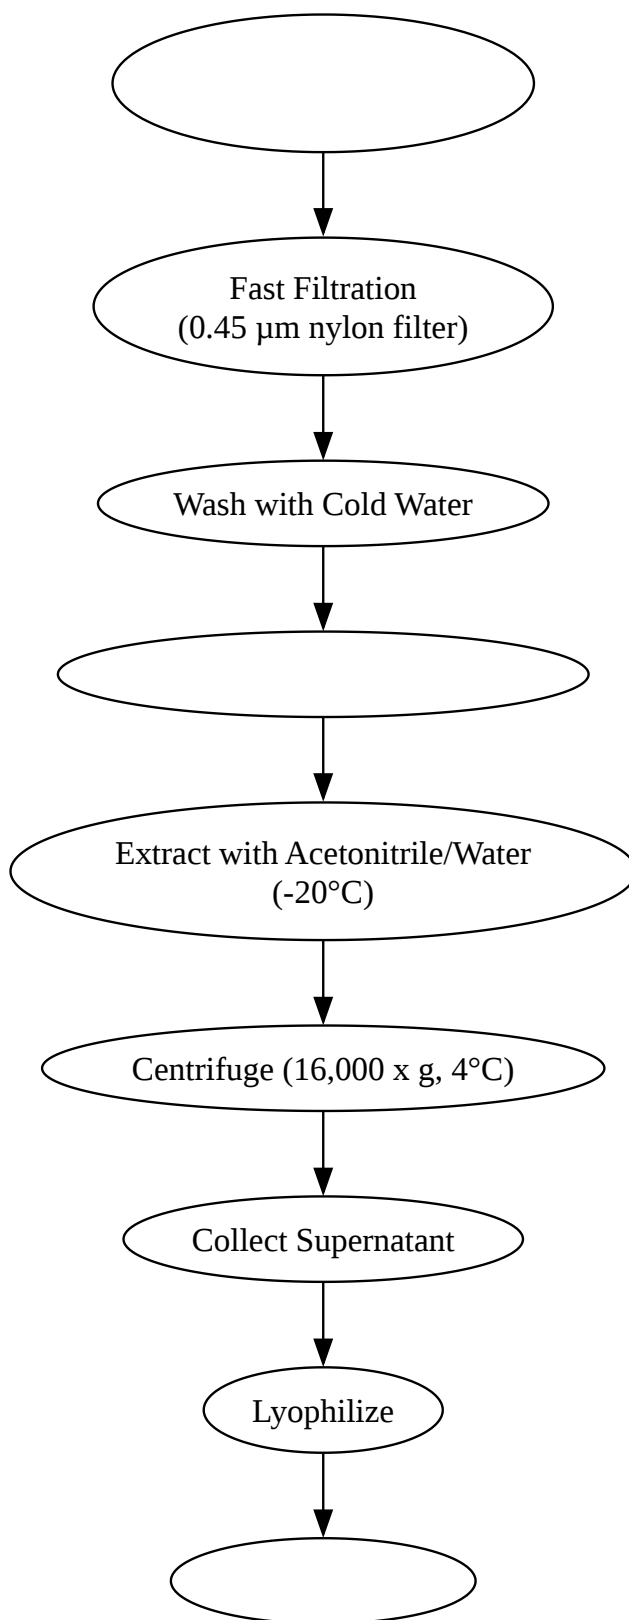 Fast Filtration
(0.45 µm nylon filter)
Wash with Cold Water
Extract with Acetonitrile/Water
(-20°C)
Centrifuge (16,000 x g, 4°C)
Collect Supernatant
Lyophilize